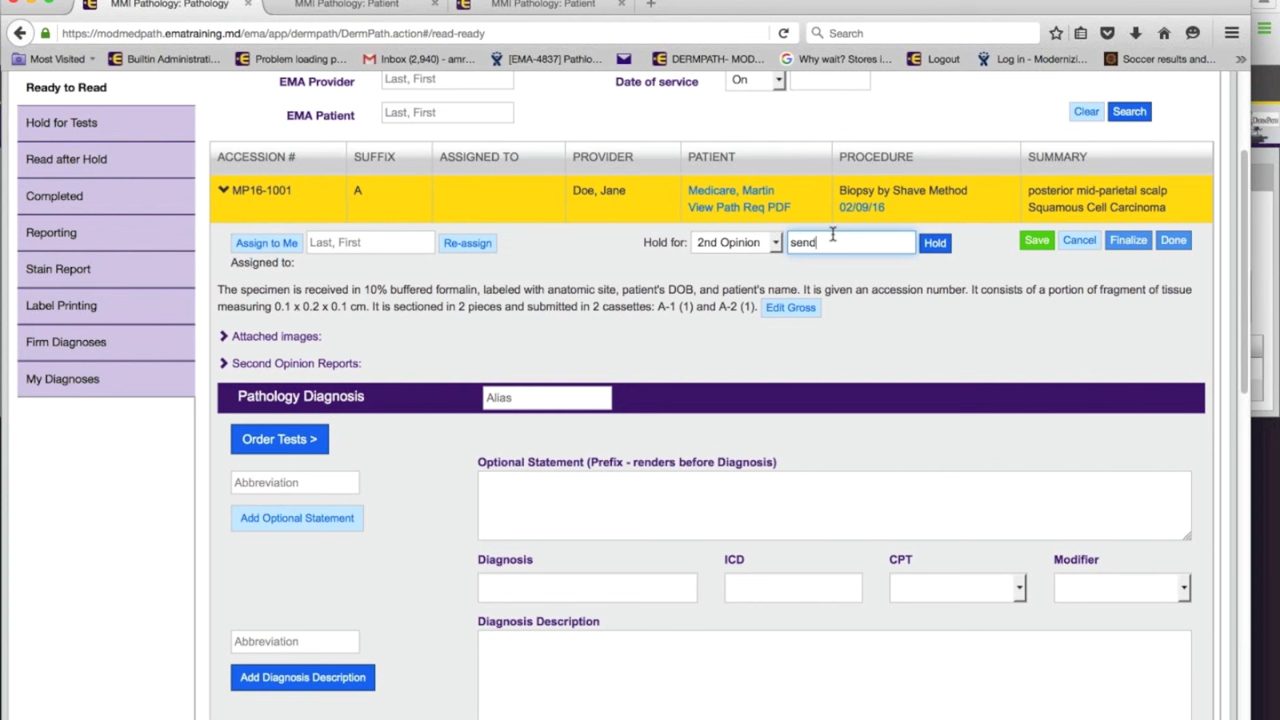 MMI Pathology: Pathology
MMI Pathology: Patient
MMI Pathology: Patient
https://modmedpath.ematraining.md/ema/app/dermpath/DermPath.action#/read-ready
Search
Most Visited
Builtin Administrati...
Problem loading p...
Inbox (2,940) - amr...
[EMA-4837] Patholo...
DERMPATH- MOD...
Why wait? Stores i...
Logout
Log in - Modernizi...
Soccer results and...
Ready to Read
Hold for Tests
Read after Hold
Completed
Reporting
Stain Report
Label Printing
Firm Diagnoses
My Diagnoses
EMA Provider
Last, First
Date of service
On
EMA Patient
Last, First
Clear
Search
ACCESSION # SUFFIX ASSIGNED TO PROVIDER PATIENT PROCEDURE SUMMARY
MP16-1001 A Doe, Jane Medicare, Martin Biopsy by Shave Method posterior mid-parietal scalp
View Path Req PDF 02/09/16 Squamous Cell Carcinoma
Assign to Me Last, First Re-assign Hold for: 2nd Opinion send Hold Save Cancel Finalize Done
Assigned to:
The specimen is received in 10% buffered formalin, labeled with anatomic site, patient's DOB, and patient's name. It is given an accession number. It consists of a portion of fragment of tissue
measuring 0.1 x 0.2 x 0.1 cm. It is sectioned in 2 pieces and submitted in 2 cassettes: A-1 (1) and A-2 (1). Edit Gross
Attached images:
Second Opinion Reports:
Pathology Diagnosis Alias
Order Tests >
Optional Statement (Prefix - renders before Diagnosis)
Abbreviation
Add Optional Statement
Diagnosis ICD CPT Modifier
Diagnosis Description
Abbreviation
Add Diagnosis Description